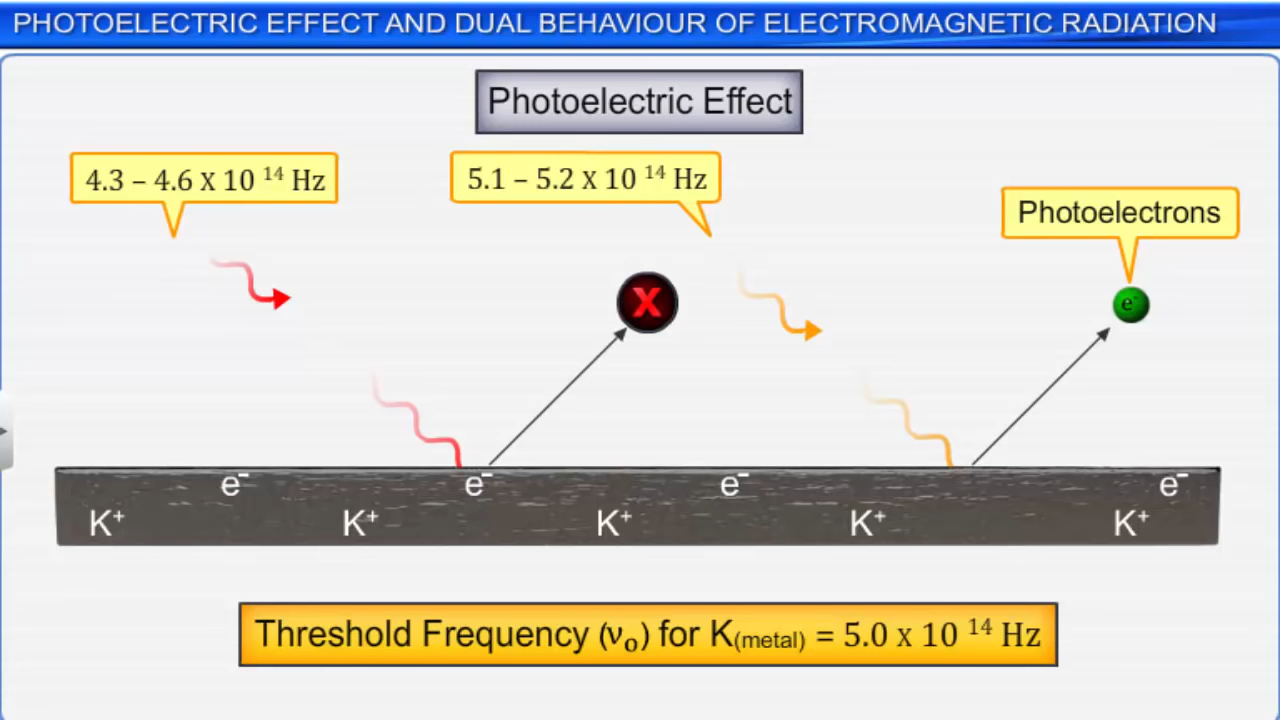 PHOTOELECTRIC EFFECT AND DUAL BEHAVIOUR OF ELECTROMAGNETIC RADIATION
Photoelectric Effect
4.3 – 4.6 X 10 ¹⁴ Hz
5.1 – 5.2 X 10 ¹⁴ Hz
Photoelectrons
X
e⁻
e⁻ e⁻ e⁻ e⁻
K⁺ K⁺ K⁺ K⁺ K⁺
Threshold Frequency (ν₀) for K(metal) = 5.0 x 10 ¹⁴ Hz